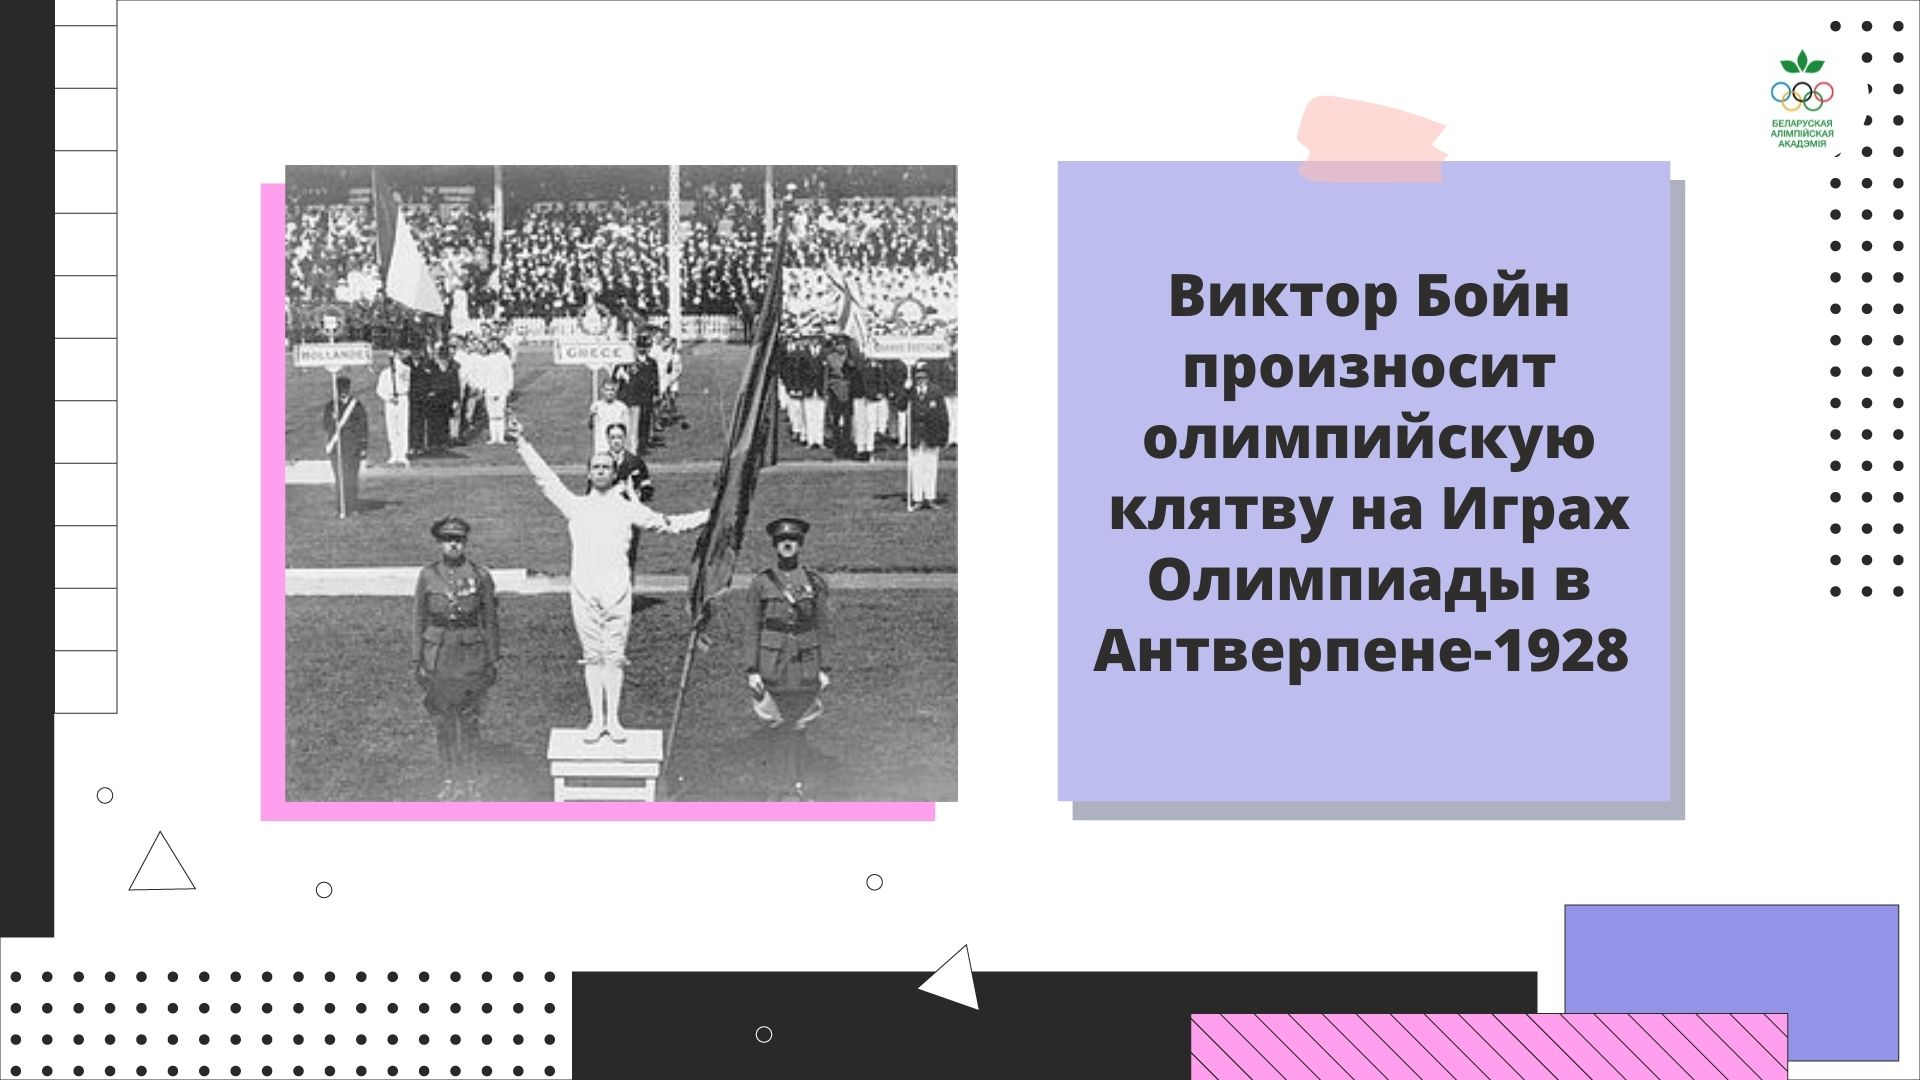 БЕЛАРУСКАЯ
АЛІМПІЙСКАЯ
АКАДЭМІЯ
HOLLANDE
GRECE
Виктор Бойн
произносит
олимпийскую
клятву на Играх
Олимпиады в
Антверпене-1928